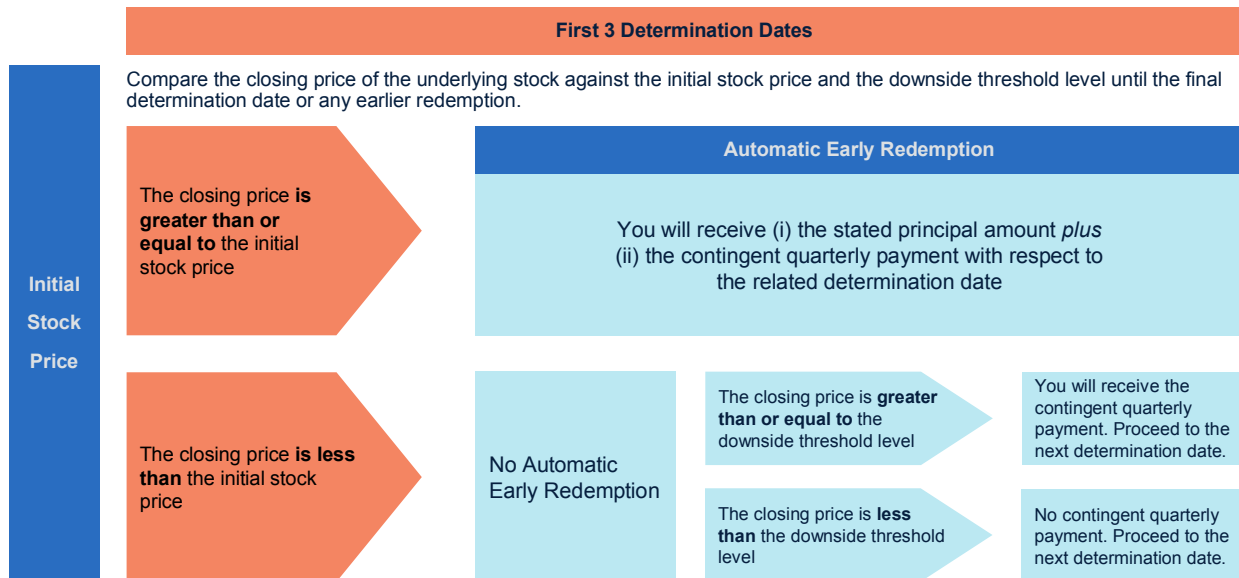 First 3 Determination Dates
Compare the closing price of the underlying stock against the initial stock price and the downside threshold level until the final
determination date or any earlier redemption.
Initial
Stock
Price
The closing price is
greater than or
equal to the initial
stock price
Automatic Early Redemption
You will receive (i) the stated principal amount plus
(ii) the contingent quarterly payment with respect to
the related determination date
The closing price is less
than the initial stock
price
No Automatic
Early Redemption
The closing price is greater
than or equal to the
downside threshold level
You will receive the
contingent quarterly
payment. Proceed to the
next determination date.
The closing price is less
than the downside threshold
level
No contingent quarterly
payment. Proceed to the
next determination date.